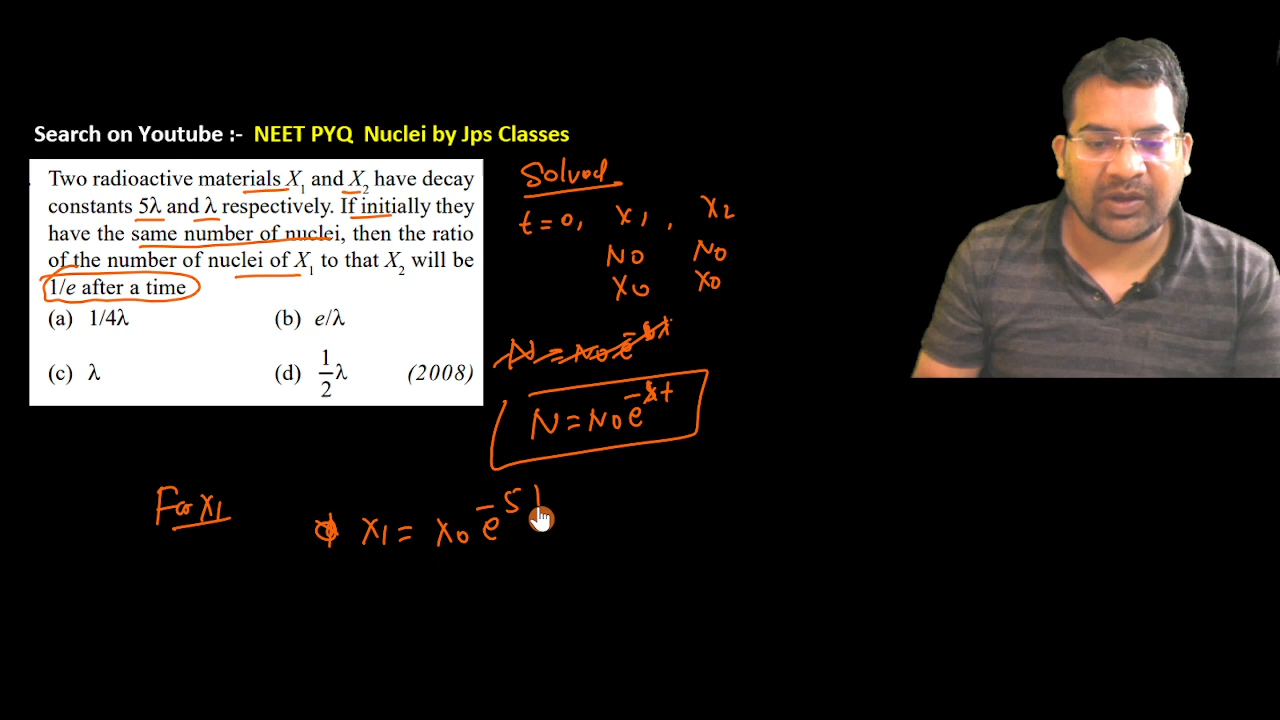 Search on Youtube :- NEET PYQ Nuclei by Jps Classes
Two radioactive materials X₁ and X₂ have decay
constants 5λ and λ respectively. If initially they
have the same number of nuclei, then the ratio
of the number of nuclei of X₁ to that X₂ will be
1/e after a time
(a) 1/4λ (b) e/λ
(c) λ (d) 1/2 λ (2008)
Solved
t=0, X₁, X₂
N₀ N₀
X₀ X₀
N=N₀e^-λt
N=N₀e^-λt
For X₁
X₁ = X₀ e^-5